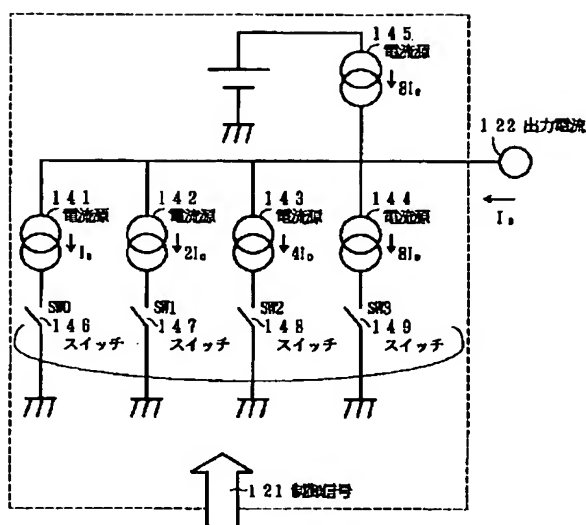 145
電流源
↓8I₀
122 出力電流
141
電流源
↓I₀
142
電流源
↓2I₀
143
電流源
↓4I₀
144
電流源
↓8I₀
←
SW0
146
スイッチ
SW1
147
スイッチ
SW2
148
スイッチ
SW3
149
スイッチ
121 制御信号